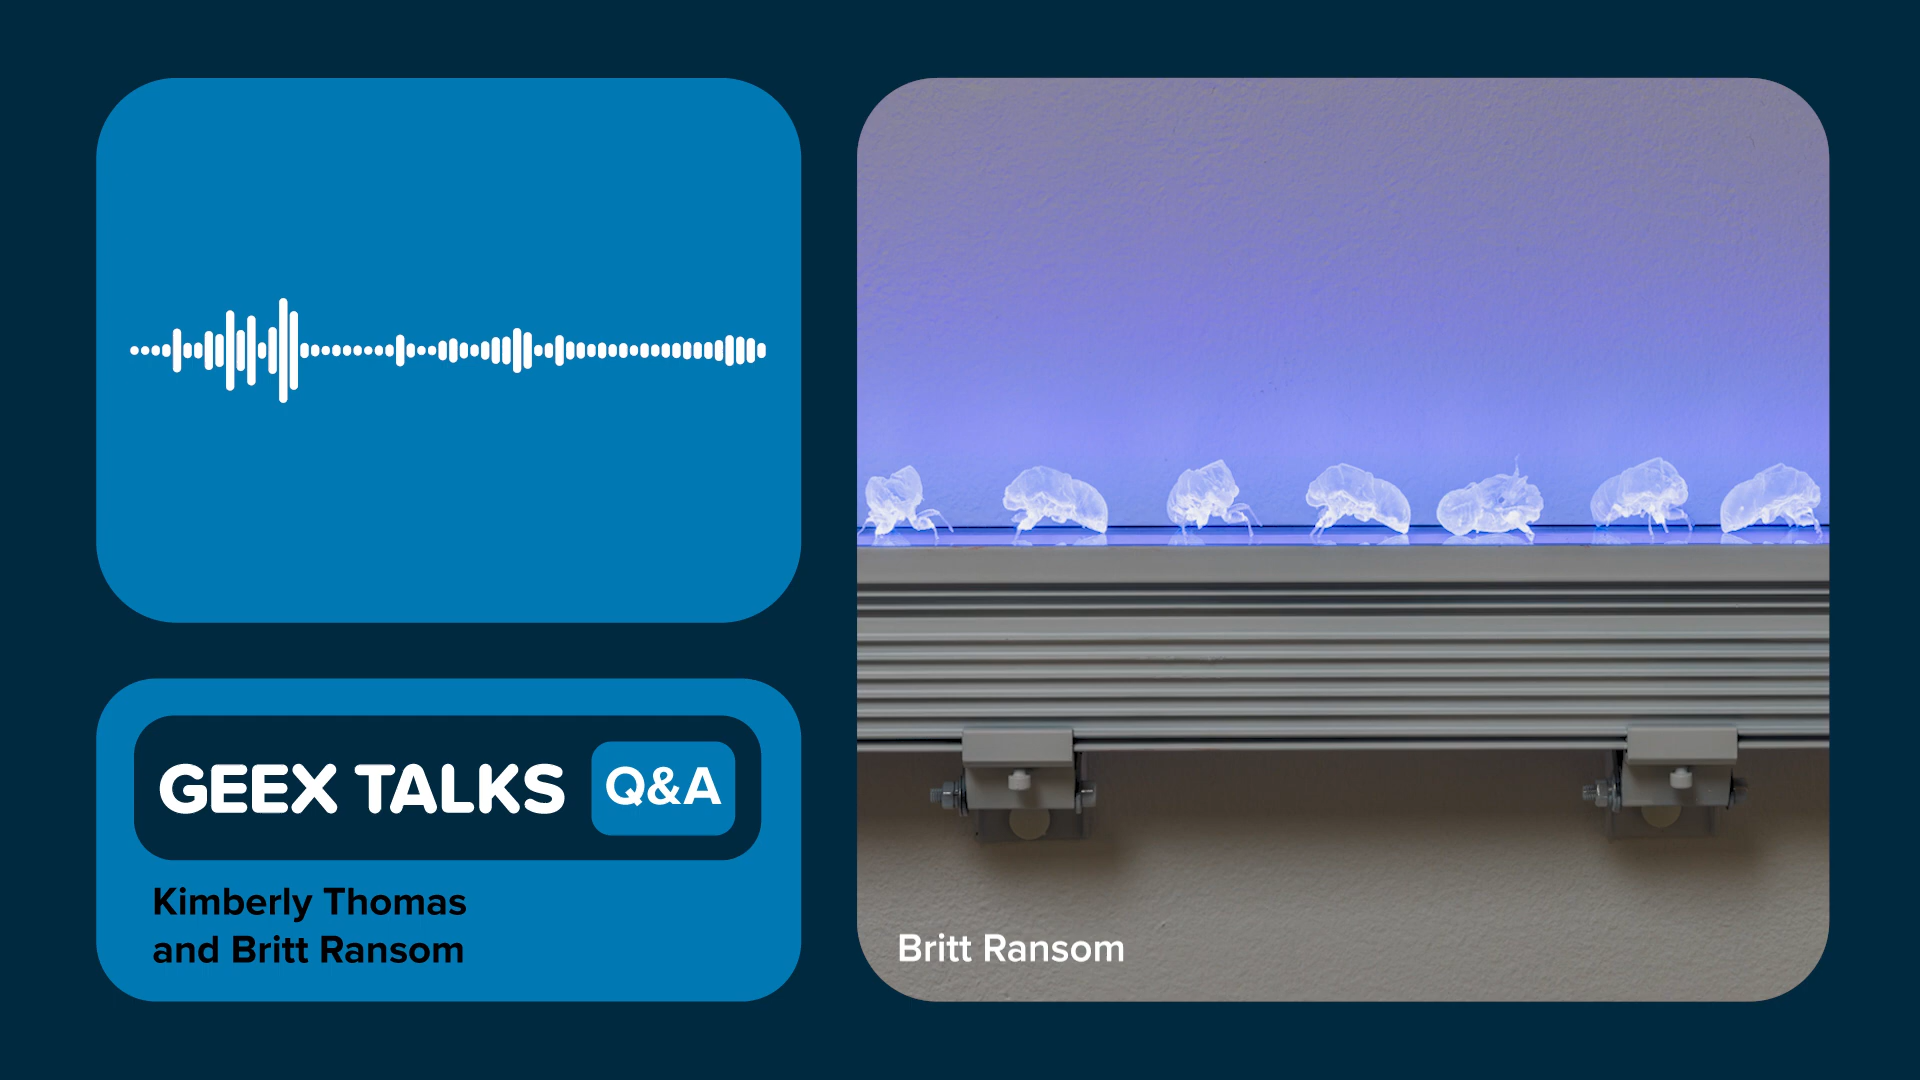 GEEX TALKS Q&A
Kimberly Thomas
and Britt Ransom
Britt Ransom